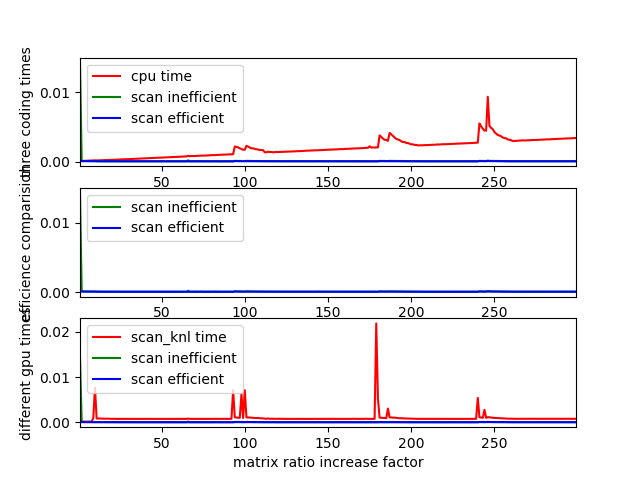 three coding times
0.01
0.00
cpu time
scan inefficient
scan efficient
50
100
150
200
250
efficience comparision
0.01
0.00
scan inefficient
scan efficient
50
100
150
200
250
different gpu times
0.02
0.01
0.00
scan_knl time
scan inefficient
scan efficient
50
100
150
200
250
matrix ratio increase factor